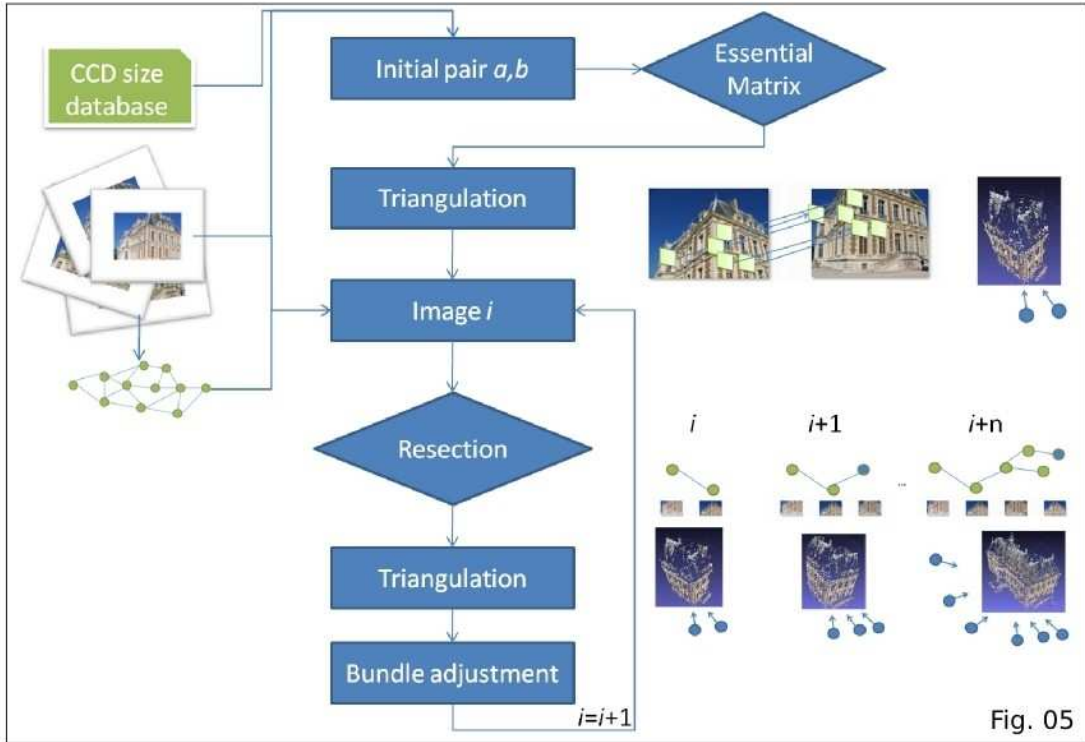 CCD size
database
Initial pair a,b
Essential
Matrix
Triangulation
Image i
Resection
Triangulation
Bundle adjustment
i=i+1
i
i+1
i+n
...
Fig. 05